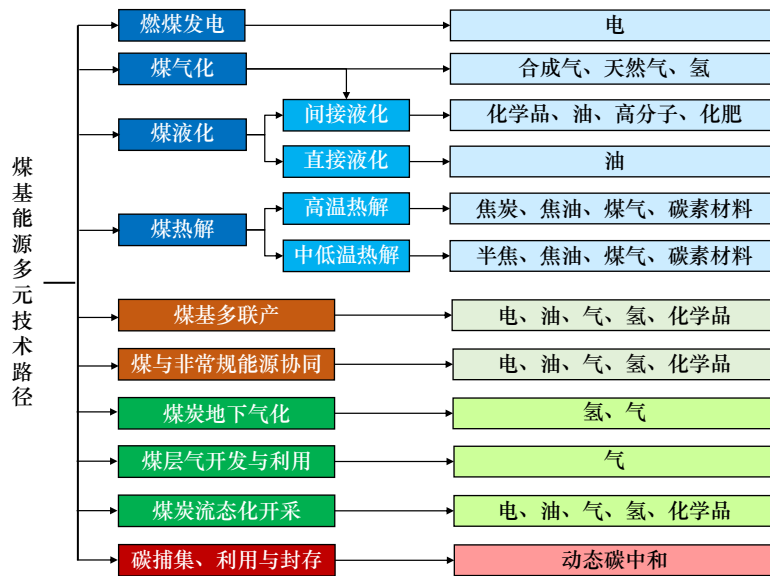 煤基能源多元技术路径
燃煤发电
电
煤气化
合成气、天然气、氢
煤液化
间接液化
化学品、油、高分子、化肥
直接液化
油
煤热解
高温热解
焦炭、焦油、煤气、碳素材料
中低温热解
半焦、焦油、煤气、碳素材料
煤基多联产
电、油、气、氢、化学品
煤与非常规能源协同
电、油、气、氢、化学品
煤炭地下气化
氢、气
煤层气开发与利用
气
煤炭流态化开采
电、油、气、氢、化学品
碳捕集、利用与封存
动态碳中和